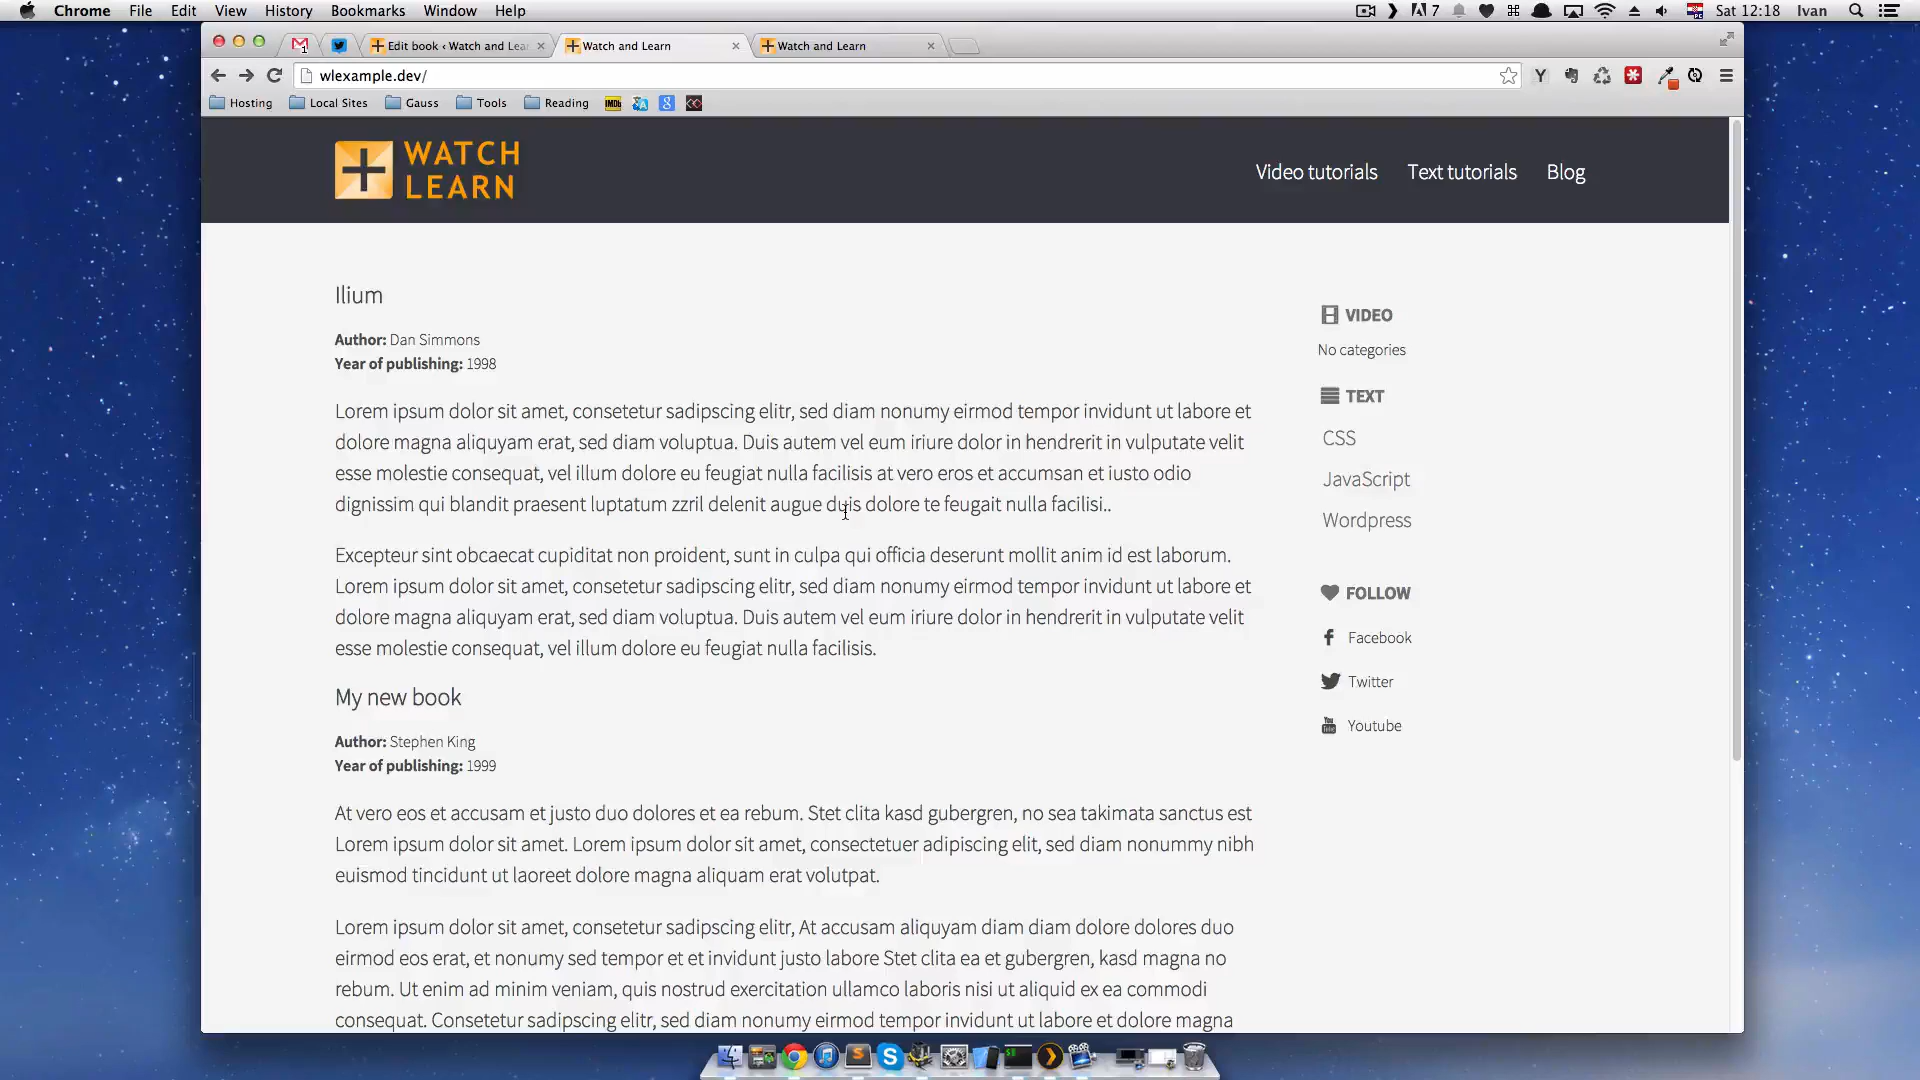 Chrome File Edit View History Bookmarks Window Help 7 Sat 12:18 Ivan
Edit book ‹ Watch and Lea Watch and Learn Watch and Learn
wlexample.dev/
Hosting Local Sites Gauss Tools Reading IMDb
WATCH
LEARN
Video tutorials Text tutorials Blog
Ilium
Author: Dan Simmons
Year of publishing: 1998
Lorem ipsum dolor sit amet, consetetur sadipscing elitr, sed diam nonumy eirmod tempor invidunt ut labore et
dolore magna aliquyam erat, sed diam voluptua. Duis autem vel eum iriure dolor in hendrerit in vulputate velit
esse molestie consequat, vel illum dolore eu feugiat nulla facilisis at vero eros et accumsan et iusto odio
dignissim qui blandit praesent luptatum zzril delenit augue duis dolore te feugait nulla facilisi..
Excepteur sint obcaecat cupiditat non proident, sunt in culpa qui officia deserunt mollit anim id est laborum.
Lorem ipsum dolor sit amet, consetetur sadipscing elitr, sed diam nonumy eirmod tempor invidunt ut labore et
dolore magna aliquyam erat, sed diam voluptua. Duis autem vel eum iriure dolor in hendrerit in vulputate velit
esse molestie consequat, vel illum dolore eu feugiat nulla facilisis.
My new book
Author: Stephen King
Year of publishing: 1999
At vero eos et accusam et justo duo dolores et ea rebum. Stet clita kasd gubergren, no sea takimata sanctus est
Lorem ipsum dolor sit amet. Lorem ipsum dolor sit amet, consectetuer adipiscing elit, sed diam nonummy nibh
euismod tincidunt ut laoreet dolore magna aliquam erat volutpat.
Lorem ipsum dolor sit amet, consetetur sadipscing elitr, At accusam aliquyam diam diam dolore dolores duo
eirmod eos erat, et nonumy sed tempor et et invidunt justo labore Stet clita ea et gubergren, kasd magna no
rebum. Ut enim ad minim veniam, quis nostrud exercitation ullamco laboris nisi ut aliquid ex ea commodi
consequat. Consetetur sadipscing elitr, sed diam nonumy eirmod tempor invidunt ut labore et dolore magna
VIDEO
No categories
TEXT
CSS
JavaScript
Wordpress
FOLLOW
Facebook
Twitter
Youtube